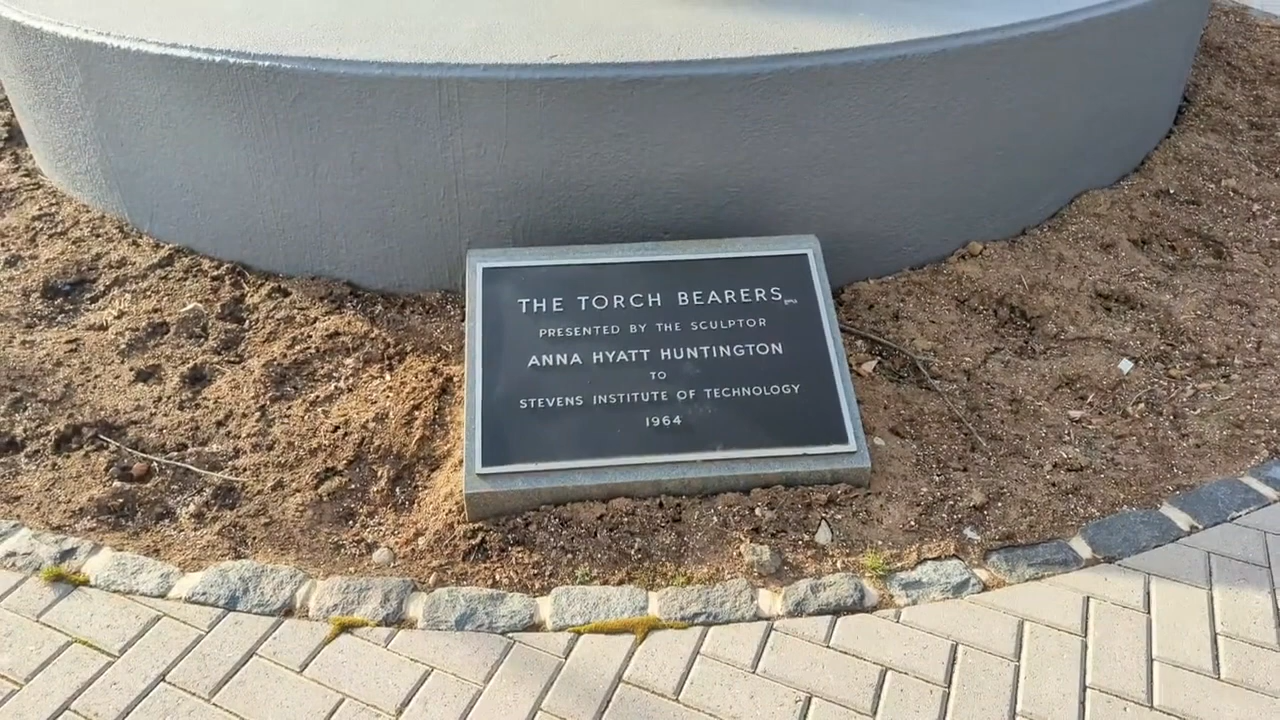 THE TORCH BEARERS
PRESENTED BY THE SCULPTOR
ANNA HYATT HUNTINGTON
TO
STEVENS INSTITUTE OF TECHNOLOGY
1964